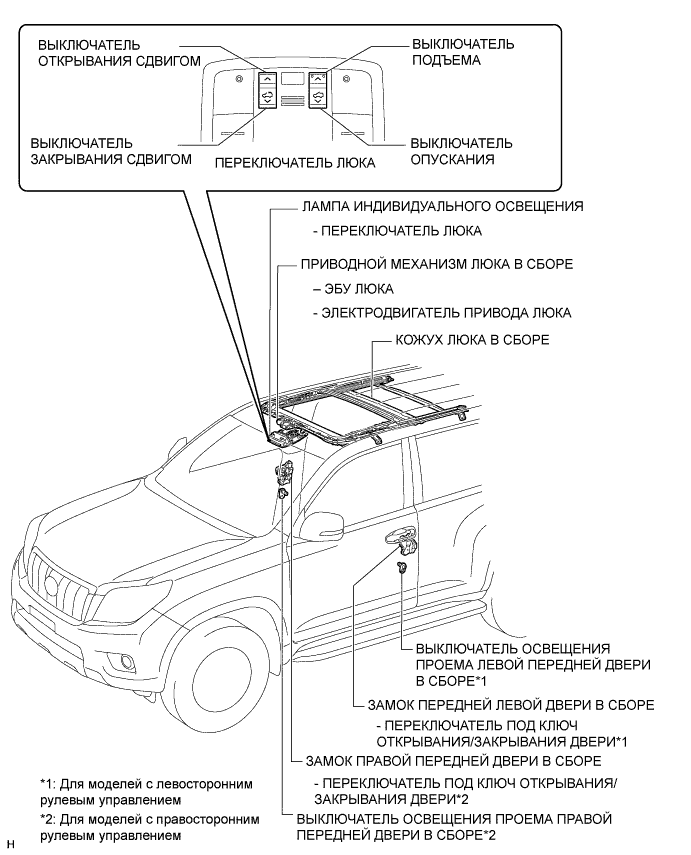 ВЫКЛЮЧАТЕЛЬ
ОТКРЫВАНИЯ СДВИГОМ
ВЫКЛЮЧАТЕЛЬ
ПОДЪЕМА
ВЫКЛЮЧАТЕЛЬ
ЗАКРЫВАНИЯ СДВИГОМ
ПЕРЕКЛЮЧАТЕЛЬ ЛЮКА
ВЫКЛЮЧАТЕЛЬ
ОПУСКАНИЯ
ЛАМПА ИНДИВИДУАЛЬНОГО ОСВЕЩЕНИЯ
- ПЕРЕКЛЮЧАТЕЛЬ ЛЮКА
ПРИВОДНОЙ МЕХАНИЗМ ЛЮКА В СБОРЕ
– ЭБУ ЛЮКА
- ЭЛЕКТРОДВИГАТЕЛЬ ПРИВОДА ЛЮКА
КОЖУХ ЛЮКА В СБОРЕ
ВЫКЛЮЧАТЕЛЬ ОСВЕЩЕНИЯ
ПРОЕМА ЛЕВОЙ ПЕРЕДНЕЙ ДВЕРИ
В СБОРЕ*1
ЗАМОК ПЕРЕДНЕЙ ЛЕВОЙ ДВЕРИ В СБОРЕ
- ПЕРЕКЛЮЧАТЕЛЬ ПОД КЛЮЧ
ОТКРЫВАНИЯ/ЗАКРЫВАНИЯ ДВЕРИ*1
ЗАМОК ПРАВОЙ ПЕРЕДНЕЙ ДВЕРИ В СБОРЕ
- ПЕРЕКЛЮЧАТЕЛЬ ПОД КЛЮЧ ОТКРЫВАНИЯ/
ЗАКРЫВАНИЯ ДВЕРИ*2
ВЫКЛЮЧАТЕЛЬ ОСВЕЩЕНИЯ ПРОЕМА ПРАВОЙ
ПЕРЕДНЕЙ ДВЕРИ В СБОРЕ*2
*1: Для моделей с левосторонним
рулевым управлением
*2: Для моделей с правосторонним
рулевым управлением
H